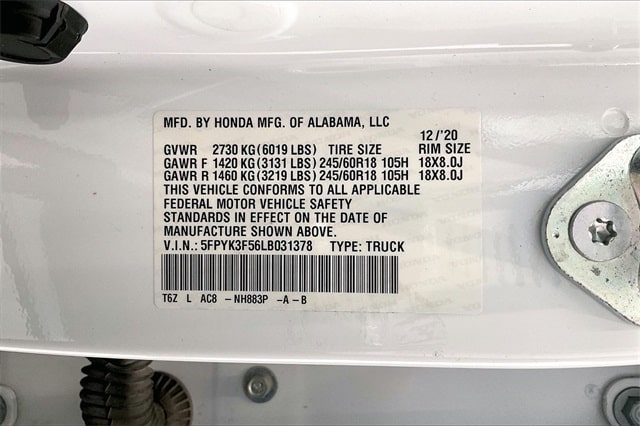 MFD. BY HONDA MFG. OF ALABAMA, LLC
12/'20
GVWR 2730 KG(6019 LBS) TIRE SIZE RIM SIZE
GAWR F 1420 KG(3131 LBS)245/60R18 105H 18X8.0J
GAWR R 1460 KG(3219 LBS)245/60R18 105H 18X8.0J
THIS VEHICLE CONFORMS TO ALL APPLICABLE
FEDERAL MOTOR VEHICLE SAFETY
STANDARDS IN EFFECT ON THE DATE OF
MANUFACTURE SHOWN ABOVE.
V.I.N.: 5FPYK3F56LB031378 TYPE: TRUCK
T6Z L AC8 -NH883P -A-B